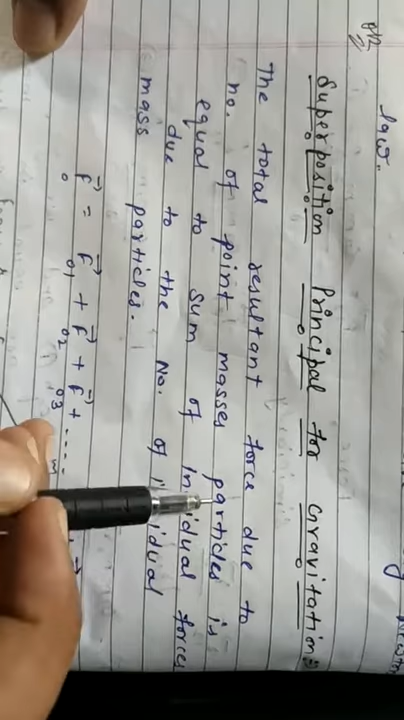 law.
Superposition Principal for Gravitation:
The total resultant force due to
no. of point masses particles is
equal to sum of individual forces
due to the No. of individual
mass particles.
F⃗₀ = F⃗₀₁ + F⃗₀₂ + F⃗₀₃ + .....